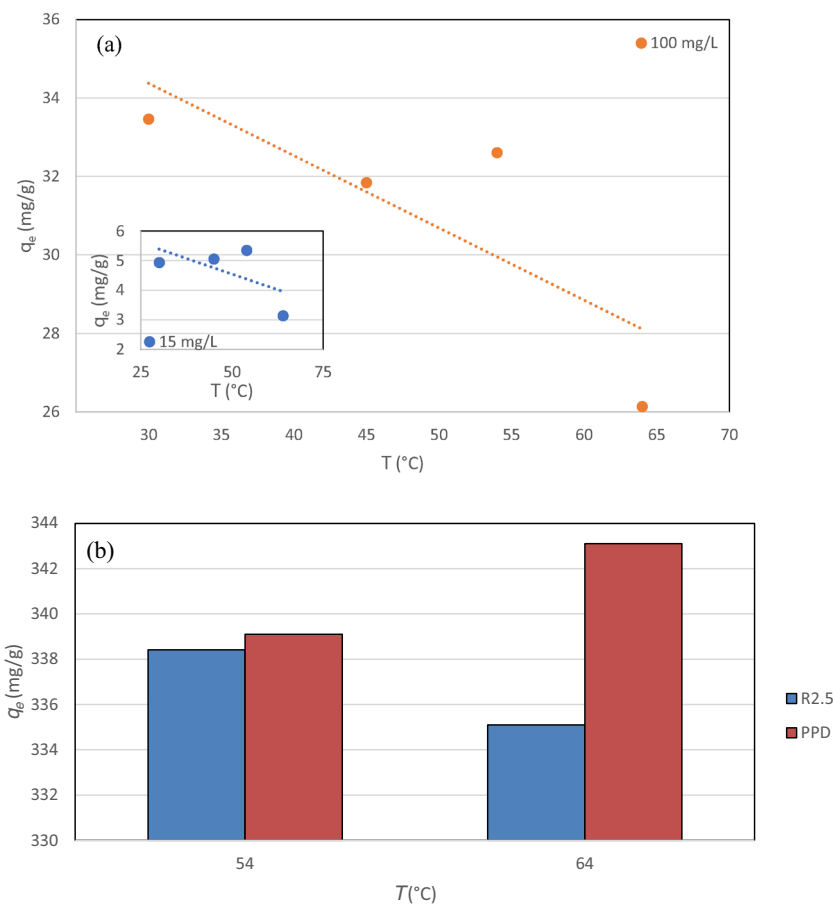 (a)
100 mg/L
36
34
32
30
28
26
qe (mg/g)
6
5
4
3
2
qe (mg/g)
15 mg/L
25 50 75
T (°C)
30 35 40 45 50 55 60 65 70
T (°C)
(b)
344
342
340
338
336
334
332
330
qe (mg/g)
R2.5
PPD
54 64
T(°C)